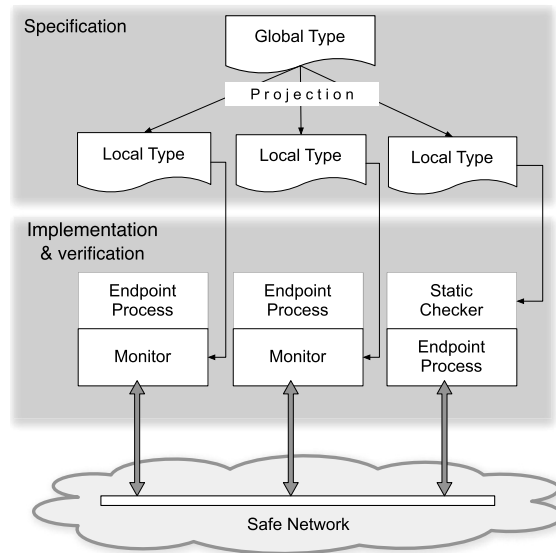 Specification
Global Type
Projection
Local Type
Local Type
Local Type
Implementation
& verification
Endpoint
Process
Monitor
Endpoint
Process
Monitor
Static
Checker
Endpoint
Process
Safe Network